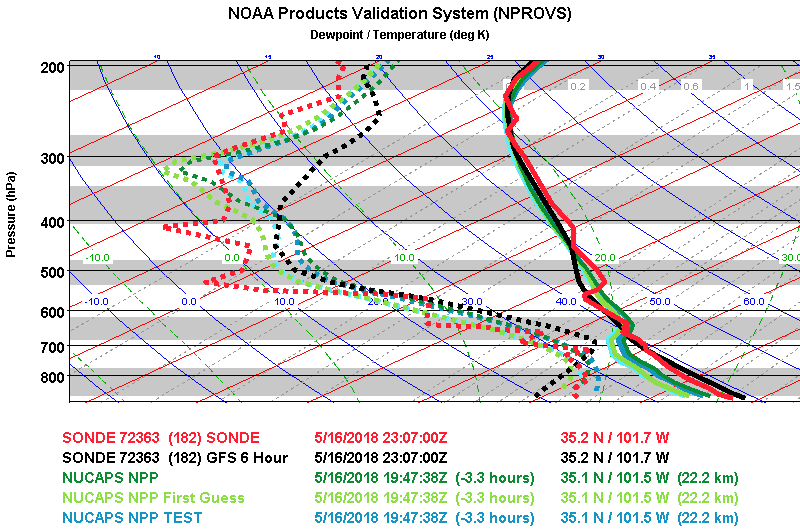 NOAA Products Validation System (NPROVS)
Dewpoint / Temperature (deg K)
20 25 30 35
200 0.2 0.4 0.6 1 1.5
300
400
-10.0 0.0 10.0 20.0 30.0
500
-10.0 0.0 10.0 20.0 30.0 40.0 50.0 60.0
600
700
800
Pressure (hPa)
SONDE 72363 (182) SONDE 5/16/2018 23:07:00Z 35.2 N / 101.7 W
SONDE 72363 (182) GFS 6 Hour 5/16/2018 23:07:00Z 35.2 N / 101.7 W
NUCAPS NPP 5/16/2018 19:47:38Z (-3.3 hours) 35.1 N / 101.5 W (22.2 km)
NUCAPS NPP First Guess 5/16/2018 19:47:38Z (-3.3 hours) 35.1 N / 101.5 W (22.2 km)
NUCAPS NPP TEST 5/16/2018 19:47:38Z (-3.3 hours) 35.1 N / 101.5 W (22.2 km)